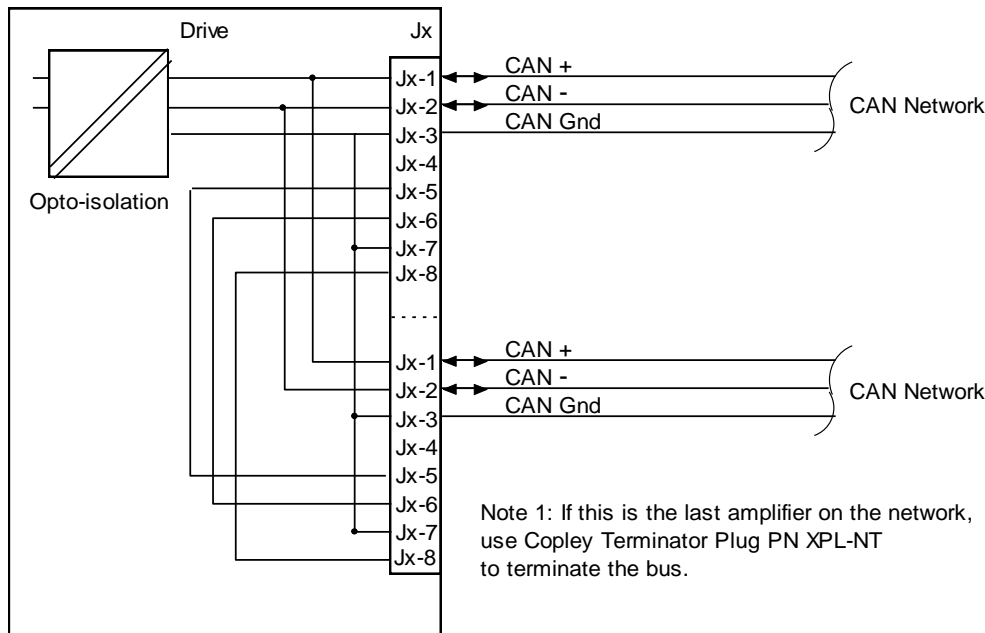 Drive
Jx
Opto-isolation
Jx-1
Jx-2
Jx-3
Jx-4
Jx-5
Jx-6
Jx-7
Jx-8
CAN +
CAN -
CAN Gnd
CAN Network
Jx-1
Jx-2
Jx-3
Jx-4
Jx-5
Jx-6
Jx-7
Jx-8
CAN +
CAN -
CAN Gnd
CAN Network
Note 1: If this is the last amplifier on the network,
use Copley Terminator Plug PN XPL-NT
to terminate the bus.